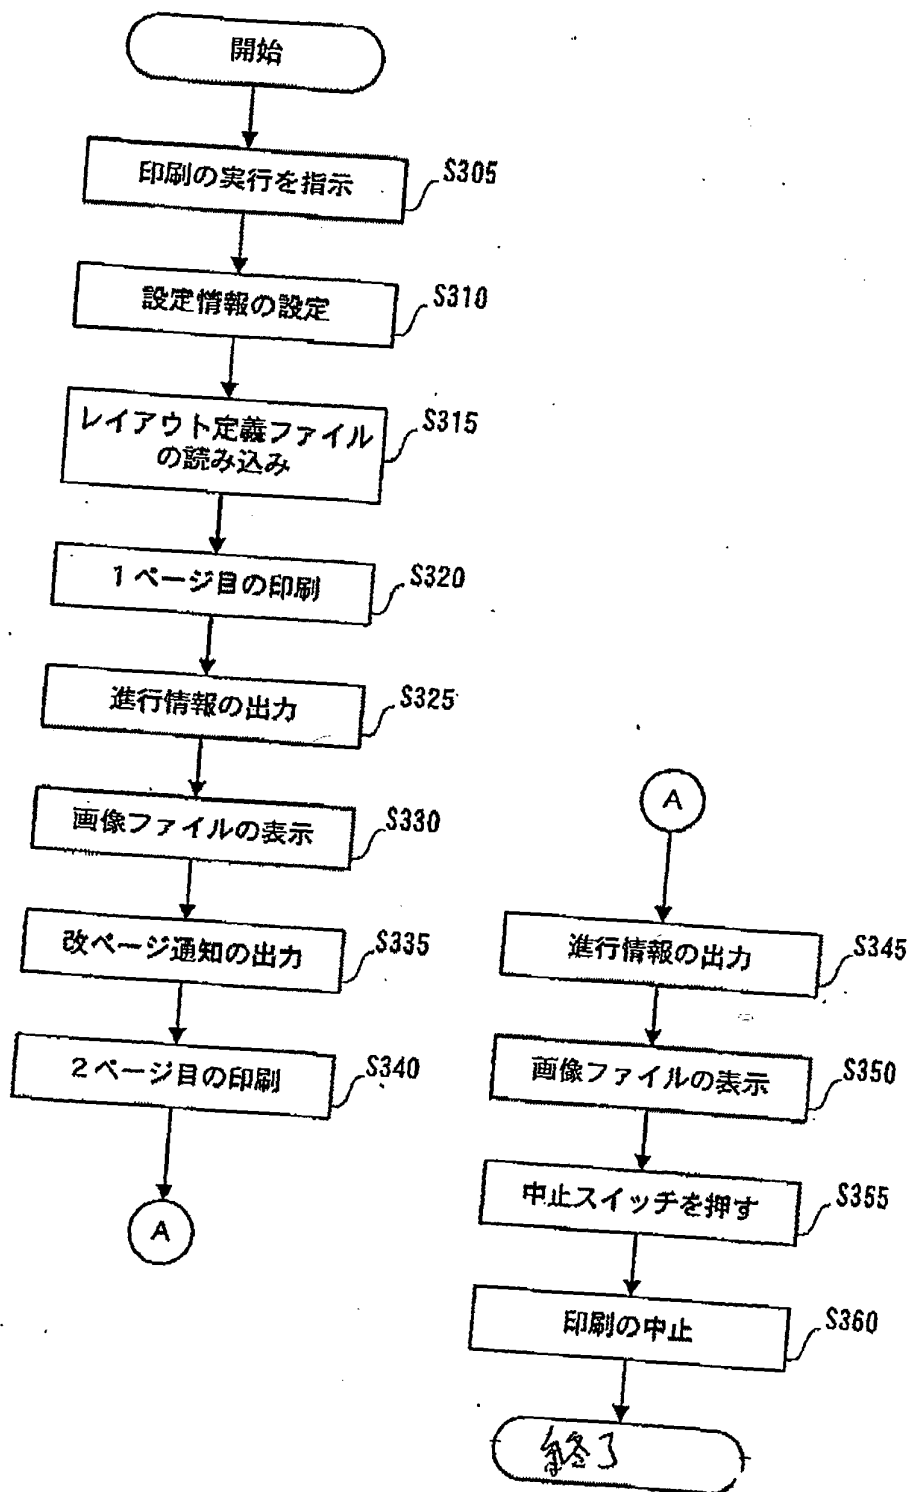 開始
印刷の実行を指示
S305
設定情報の設定
S310
レイアウト定義ファイル
の読み込み
S315
1ページ目の印刷
S320
進行情報の出力
S325
画像ファイルの表示
S330
改ページ通知の出力
S335
2ページ目の印刷
S340
A
A
進行情報の出力
S345
画像ファイルの表示
S350
中止スイッチを押す
S355
印刷の中止
S360
終了